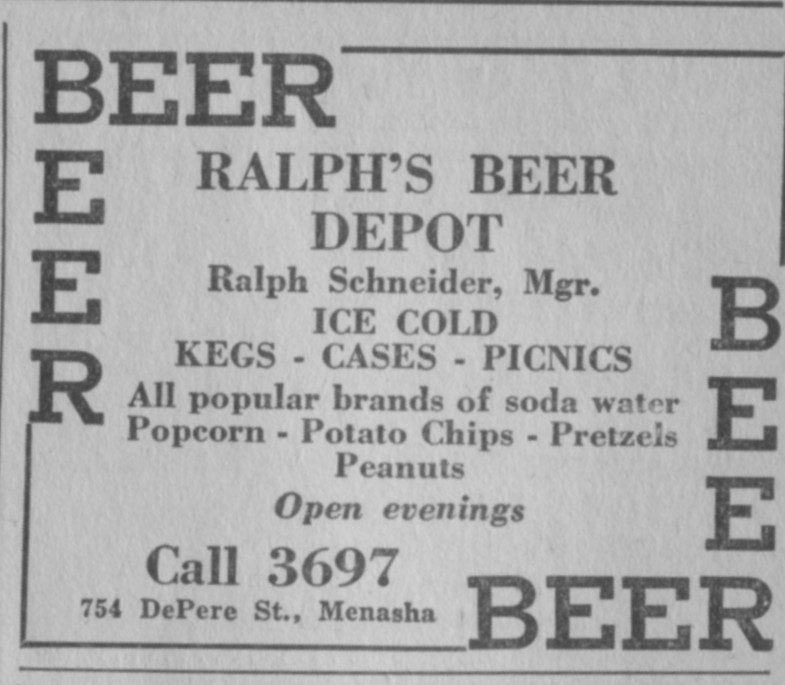 BEER
E
E
R
RALPH'S BEER
DEPOT
Ralph Schneider, Mgr.
ICE COLD
KEGS - CASES - PICNICS
All popular brands of soda water
Popcorn - Potato Chips - Pretzels
Peanuts
Open evenings
Call 3697
754 DePere St., Menasha
B
E
E
BEER